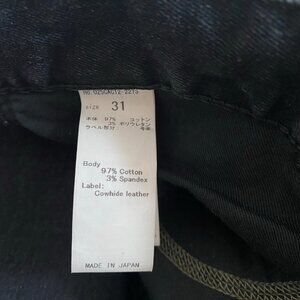 SIZE 31
本体 97% コットン
3% ポリウレタン
ラベル部分: 牛革
Body
97% Cotton
3% Spandex
Label:
Cowhide leather
MADE IN JAPAN